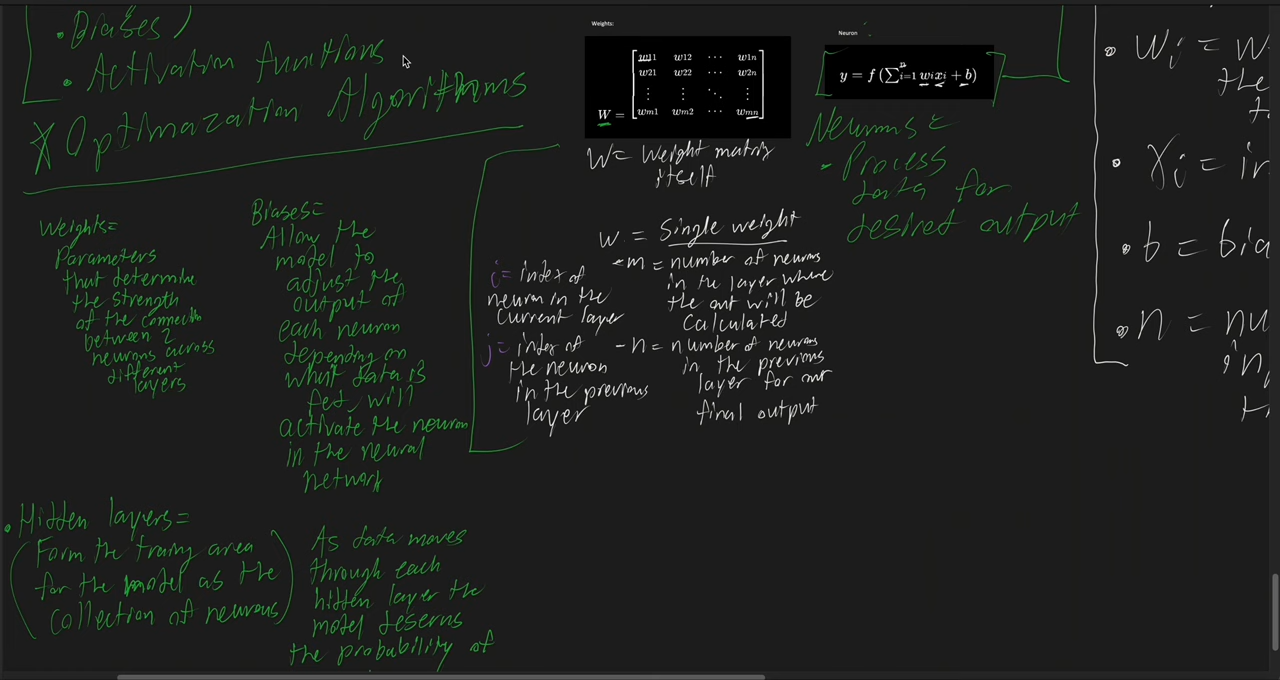 • Biases
• Activation functions
* Optimazation Algorithms
Weights=
Parameters
that determine
the strength
of the connection
between 2
neurons across
different
layers
Biases=
Allow the
model to
adjust the
output of
each neuron
depending on
what data is
fed, will
activate the neuron
in the neural
network
• Hidden layers=
(Form the traing area
for the model as the
collection of neurons)
As data moves
through each
hidden layer the
model
the probability of
Weights:
w11 w12 ⋯ w1n
w21 w22 ⋯ w2n
⋮ ⋮ ⋱ ⋮
W = wm1 wm2 ⋯ wmn
W= Weight matrix
itself
w = Single weight
- m = number of neurons
in the layer where
the out will be
calculated
- n = number of neurons
in the previous
layer for our
final output
i= index of
neuron in the
current layer
j= index of
the neuron
in the previous
layer
Neuron
y = f(∑ⁿi=1 wixi + b)
Neurons=
- Process
data for
desired output
• Wi = W
the
t
• Xi = in
• b = bia
• n = nu
in